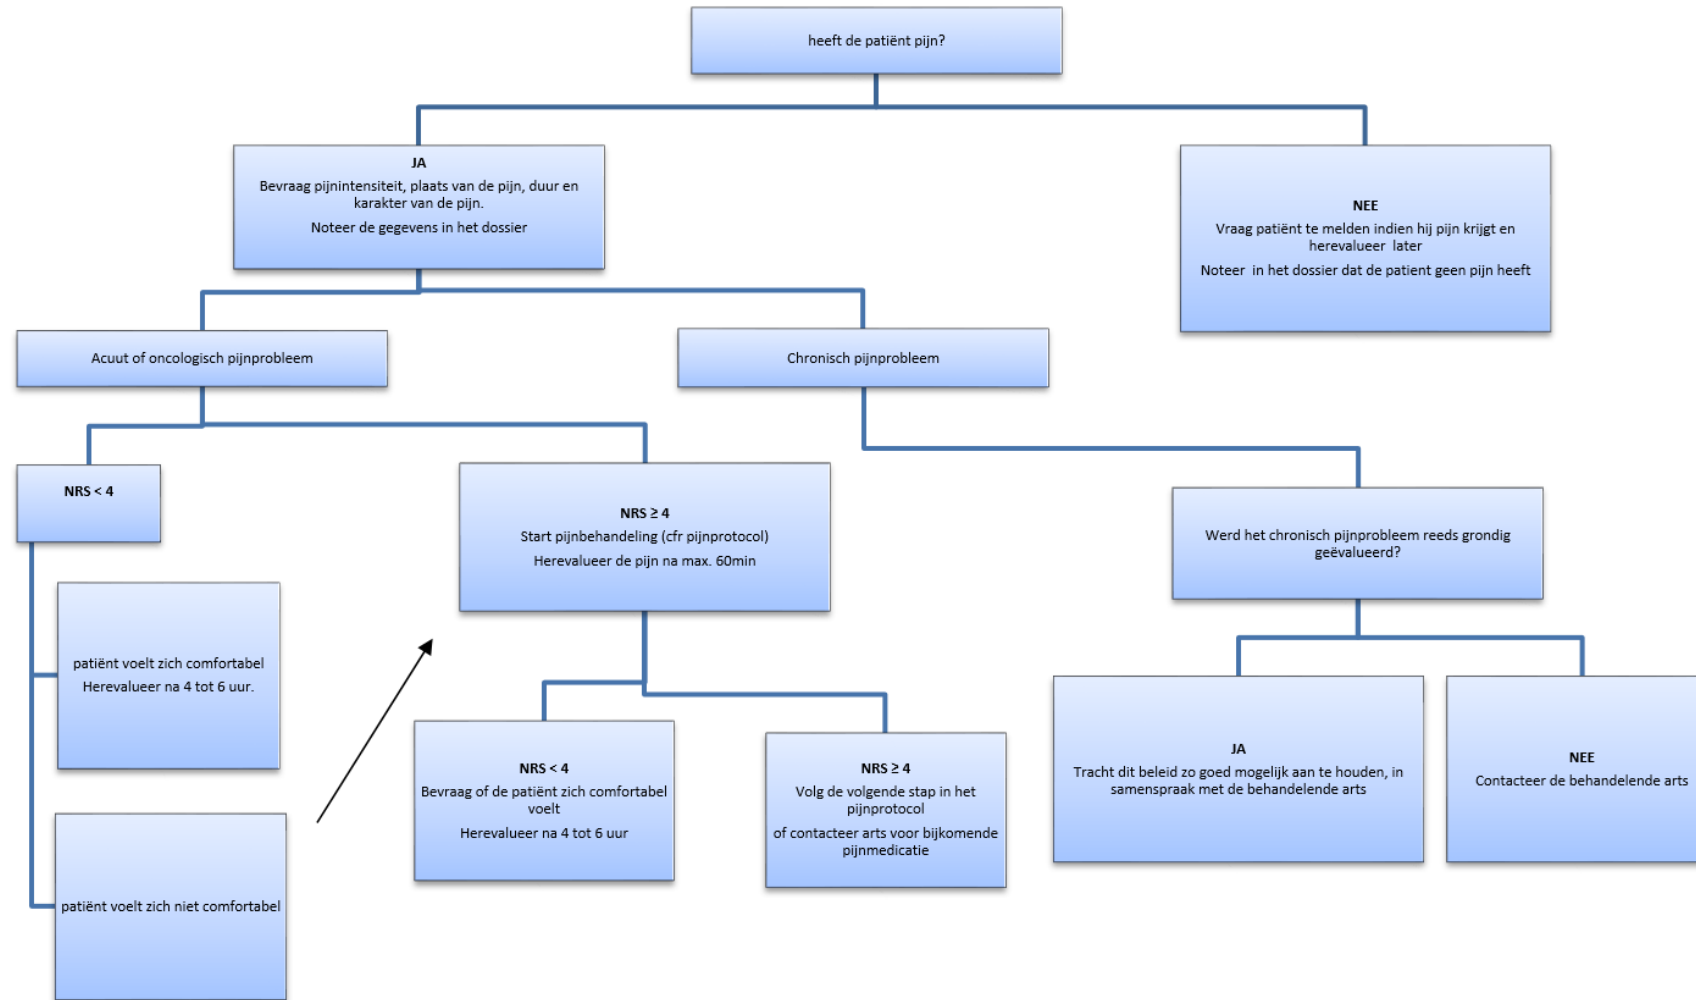 heeft de patiënt pijn?
JA
Bevraag pijnintensiteit, plaats van de pijn, duur en
karakter van de pijn.
Noteer de gegevens in het dossier
NEE
Vraag patiënt te melden indien hij pijn krijgt en
herevalueer later
Noteer in het dossier dat de patient geen pijn heeft
Acuut of oncologisch pijnprobleem
Chronisch pijnprobleem
NRS < 4
NRS ≥ 4
Start pijnbehandeling (cfr pijnprotocol)
Herevalueer de pijn na max. 60min
Werd het chronisch pijnprobleem reeds grondig
geëvalueerd?
patiënt voelt zich comfortabel
Herevalueer na 4 tot 6 uur.
patiënt voelt zich niet comfortabel
NRS < 4
Bevraag of de patiënt zich comfortabel
voelt
Herevalueer na 4 tot 6 uur
NRS ≥ 4
Volg de volgende stap in het
pijnprotocol
of contacteer arts voor bijkomende
pijnmedicatie
JA
Tracht dit beleid zo goed mogelijk aan te houden, in
samenspraak met de behandelende arts
NEE
Contacteer de behandelende arts